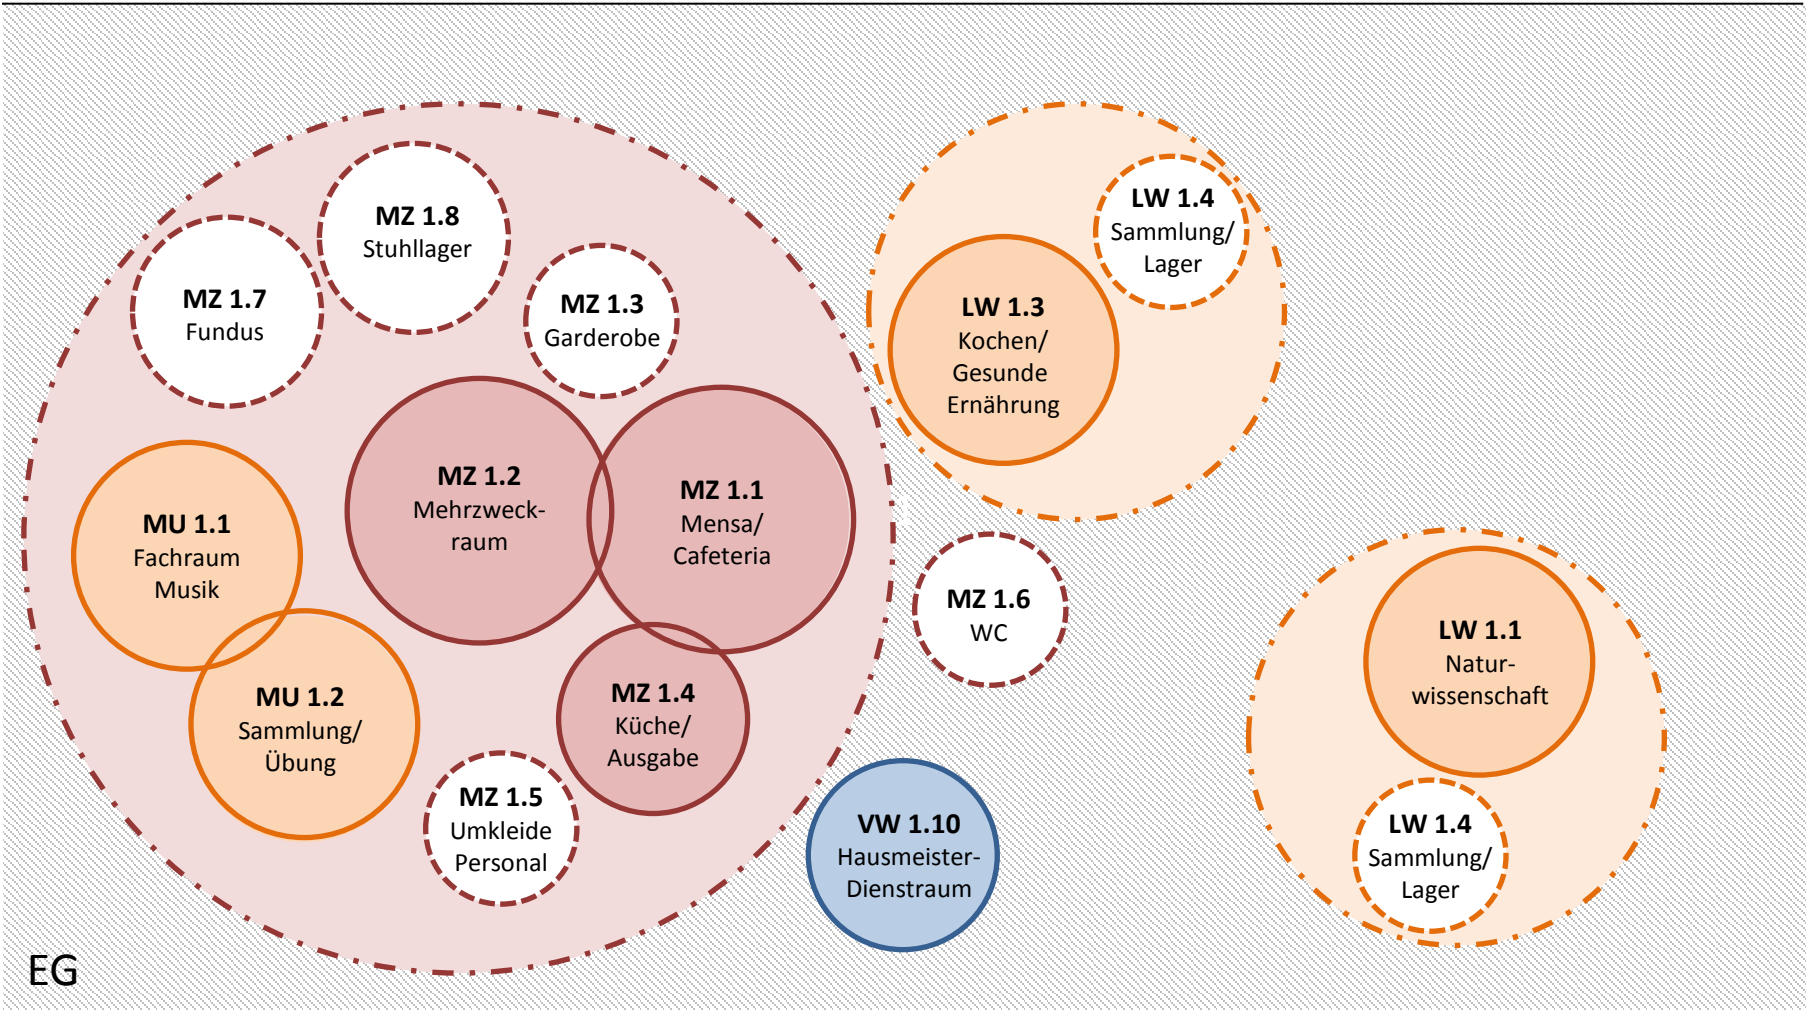 MZ 1.8
Stuhllager
MZ 1.7
Fundus
MZ 1.3
Garderobe
MZ 1.2
Mehrzweck-
raum
MZ 1.1
Mensa/
Cafeteria
MU 1.1
Fachraum
Musik
MU 1.2
Sammlung/
Übung
MZ 1.4
Küche/
Ausgabe
MZ 1.5
Umkleide
Personal
LW 1.4
Sammlung/
Lager
LW 1.3
Kochen/
Gesunde
Ernährung
MZ 1.6
WC
VW 1.10
Hausmeister-
Dienstraum
LW 1.1
Natur-
wissenschaft
LW 1.4
Sammlung/
Lager
EG